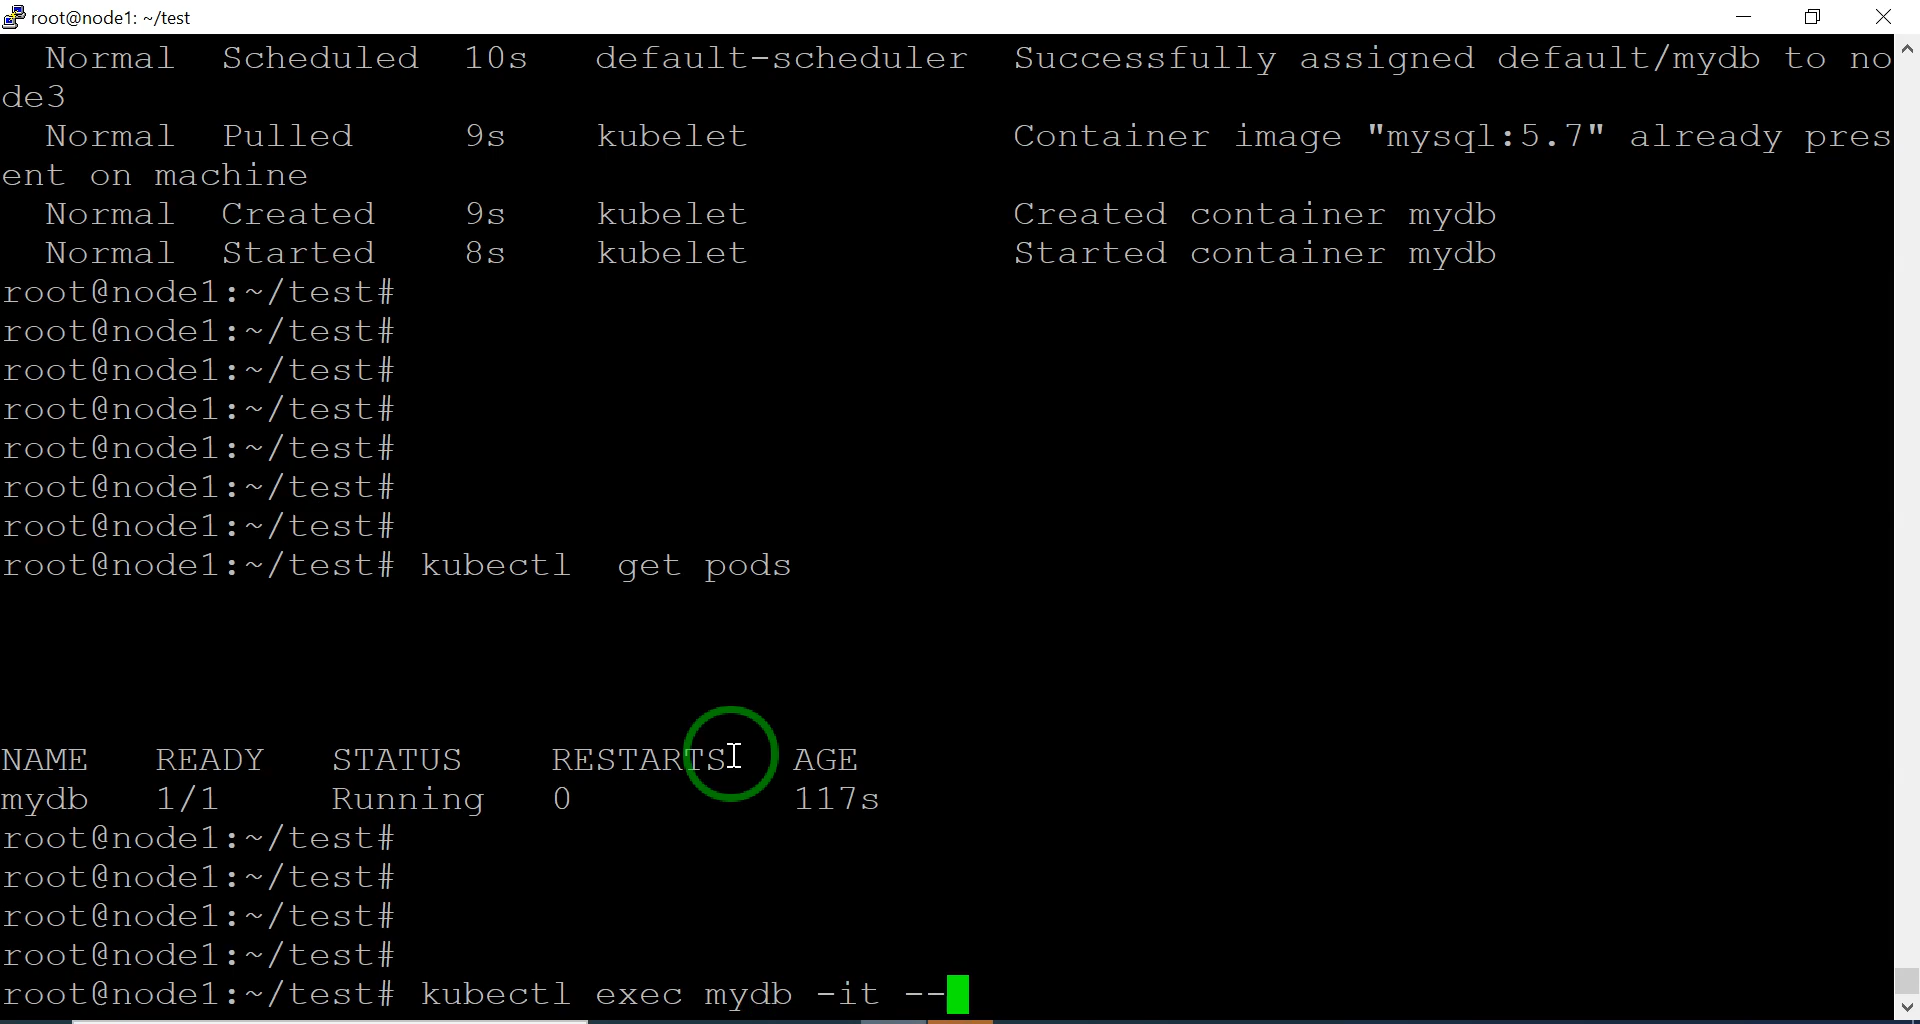 root@node1: ~/test
Normal Scheduled 10s default-scheduler Successfully assigned default/mydb to no
de3
Normal Pulled 9s kubelet Container image "mysql:5.7" already pres
ent on machine
Normal Created 9s kubelet Created container mydb
Normal Started 8s kubelet Started container mydb
root@node1:~/test#
root@node1:~/test#
root@node1:~/test#
root@node1:~/test#
root@node1:~/test#
root@node1:~/test#
root@node1:~/test#
root@node1:~/test# kubectl  get pods
NAME READY STATUS RESTARTS AGE
mydb 1/1 Running 0 117s
root@node1:~/test#
root@node1:~/test#
root@node1:~/test#
root@node1:~/test#
root@node1:~/test# kubectl exec mydb -it --